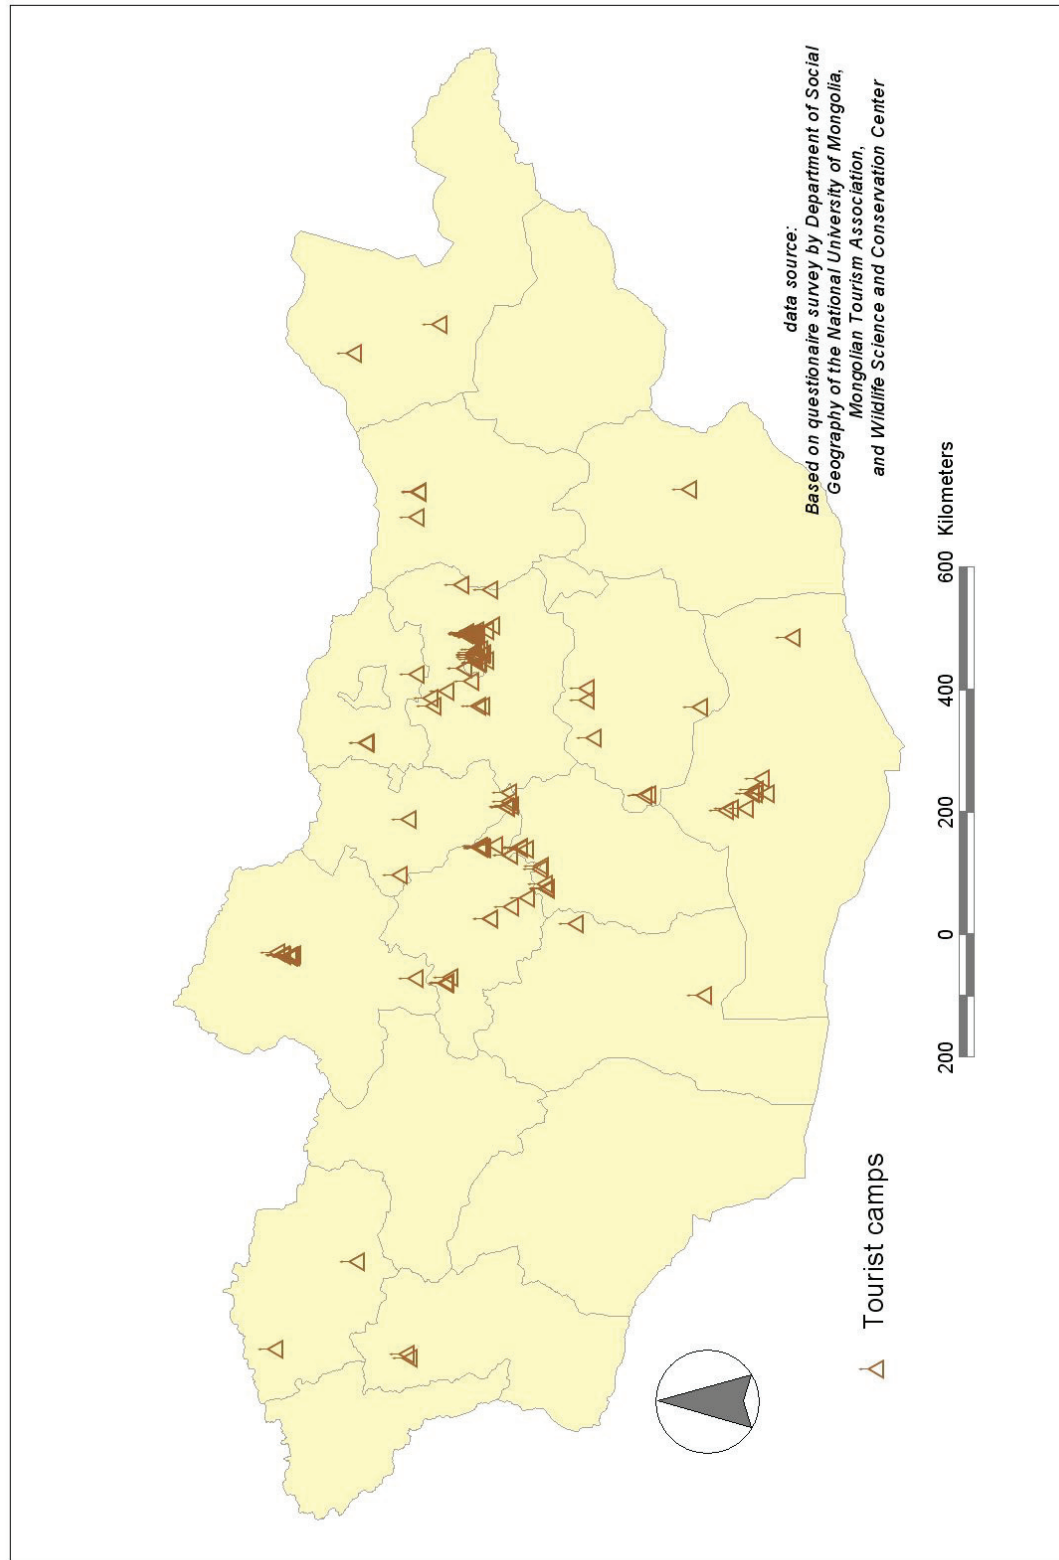 data source:
Based on questionaire survey by Department of Social
Geography of the National University of Mongolia,
Mongolian Tourism Association,
and Wildlife Science and Conservation Center
200 0 200 400 600 Kilometers
Tourist camps